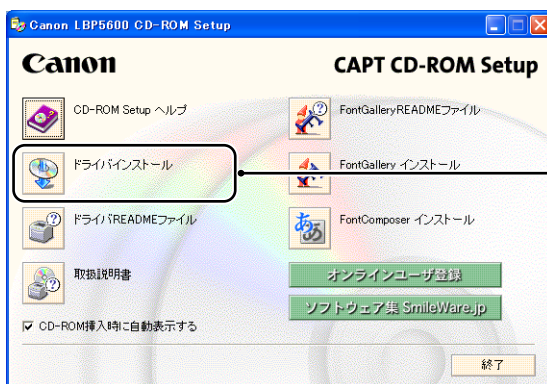 Canon LBP5600 CD-ROM Setup
Canon
CAPT CD-ROM Setup
CD-ROM Setup ヘルプ
FontGalleryREADMEファイル
ドライバインストール
FontGallery インストール
ドライバREADMEファイル
FontComposer インストール
取扱説明書
オンラインユーザ登録
ソフトウェア集 SmileWare.jp
CD-ROM挿入時に自動表示する
終了